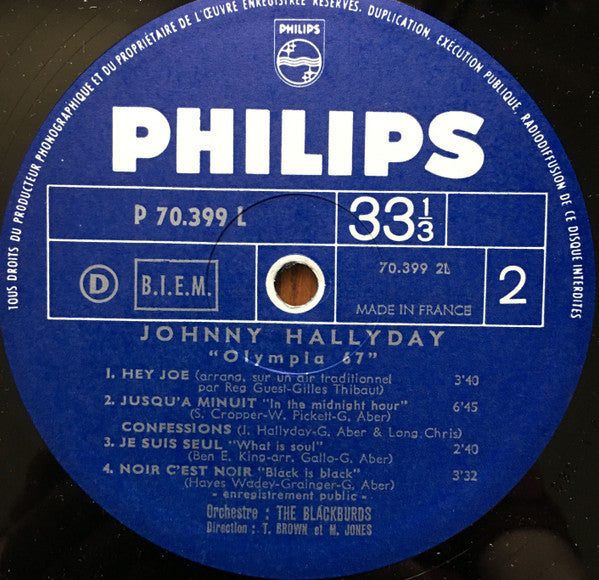 TOUS DROITS DU PRODUCTEUR PHONOGRAPHIQUE ET DU PROPRIÉTAIRE DE L'ŒUVRE ENREGISTRÉE RÉSERVÉS. DUPLICATION, EXÉCUTION PUBLIQUE, RADIODIFFUSION DE CE DISQUE INTERDITES
PHILIPS
PHILIPS
P 70.399 L
33 1/3
D
B.I.E.M.
70.399 2L
MADE IN FRANCE
2
JOHNNY HALLYDAY
"Olympia 67"
1. HEY JOE (arrang. sur un air traditionnel 3'40
par Reg Guest-Gilles Thibaut)
2. JUSQU'A MINUIT "In the midnight hour" 6'45
(S. Cropper-W. Pickett-G. Aber)
CONFESSIONS (J. Hallyday-G. Aber & Long Chris)
3. JE SUIS SEUL "What is soul" 2'40
(Ben E. King-arr. Gallo-G. Aber)
4. NOIR C'EST NOIR "Black is black" 3'32
(Hayes Wadey-Grainger-G. Aber)
- enregistrement public -
Orchestre : THE BLACKBURDS
Direction : T. BROWN et M. JONES